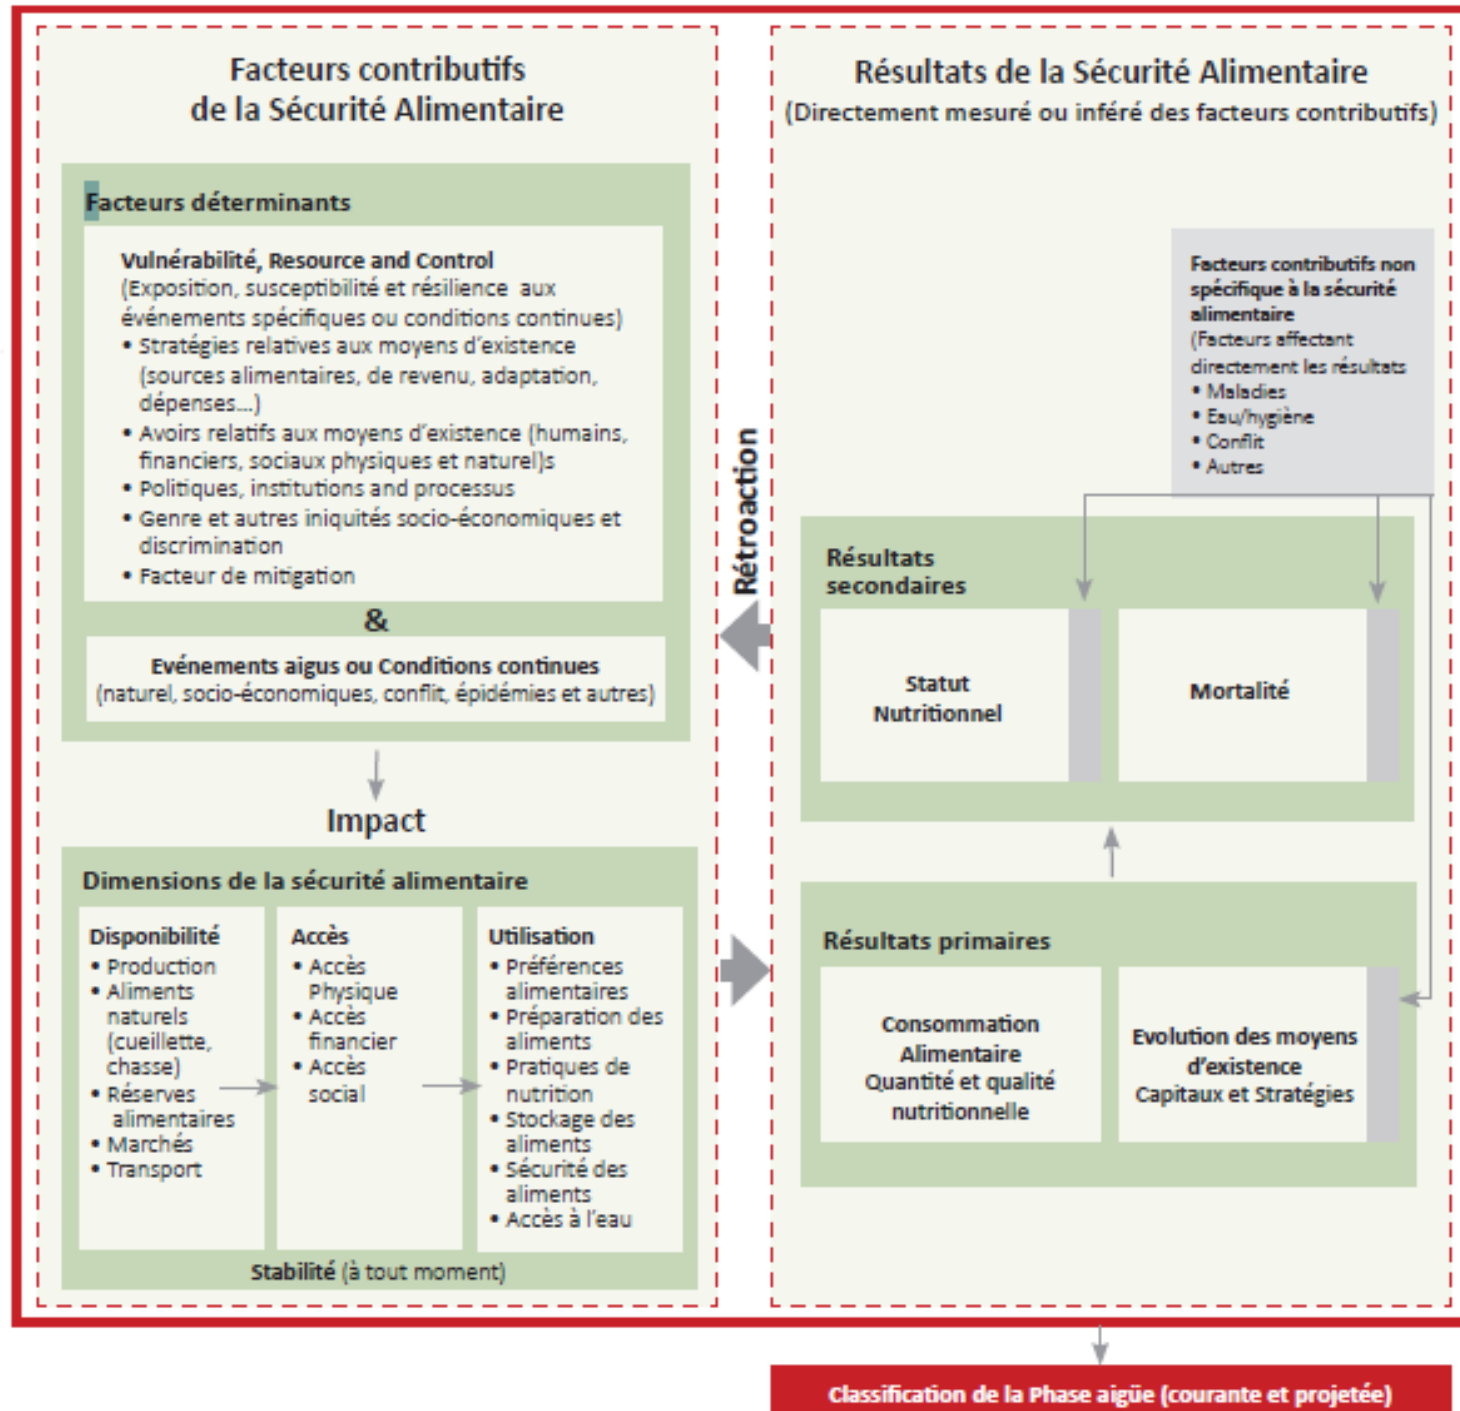 Facteurs contributifs
de la Sécurité Alimentaire
Facteurs déterminants
Vulnérabilité, Resource and Control
(Exposition, susceptibilité et résilience aux
événements spécifiques ou conditions continues)
• Stratégies relatives aux moyens d’existence
(sources alimentaires, de revenu, adaptation,
dépenses...)
• Avoirs relatifs aux moyens d’existence (humains,
financiers, sociaux physiques et naturel)s
• Politiques, institutions and processus
• Genre et autres iniquités socio-économiques et
discrimination
• Facteur de mitigation
&
Evénements aigus ou Conditions continues
(naturel, socio-économiques, conflit, épidémies et autres)
Impact
Dimensions de la sécurité alimentaire
Disponibilité
• Production
• Aliments
naturels
(cueillette,
chasse)
• Réserves
alimentaires
• Marchés
• Transport
Accès
• Accès
Physique
• Accès
financier
• Accès
social
Utilisation
• Préférences
alimentaires
• Préparation des
aliments
• Pratiques de
nutrition
• Stockage des
aliments
• Sécurité des
aliments
• Accès à l’eau
Stabilité (à tout moment)
Rétroaction
Résultats de la Sécurité Alimentaire
(Directement mesuré ou inféré des facteurs contributifs)
Facteurs contributifs non
spécifique à la sécurité
alimentaire
(Facteurs affectant
directement les résultats
• Maladies
• Eau/hygiène
• Conflit
• Autres
Résultats
secondaires
Statut
Nutritionnel
Mortalité
Résultats primaires
Consommation
Alimentaire
Quantité et qualité
nutritionnelle
Evolution des moyens
d’existence
Capitaux et Stratégies
Classification de la Phase aigüe (courante et projetée)